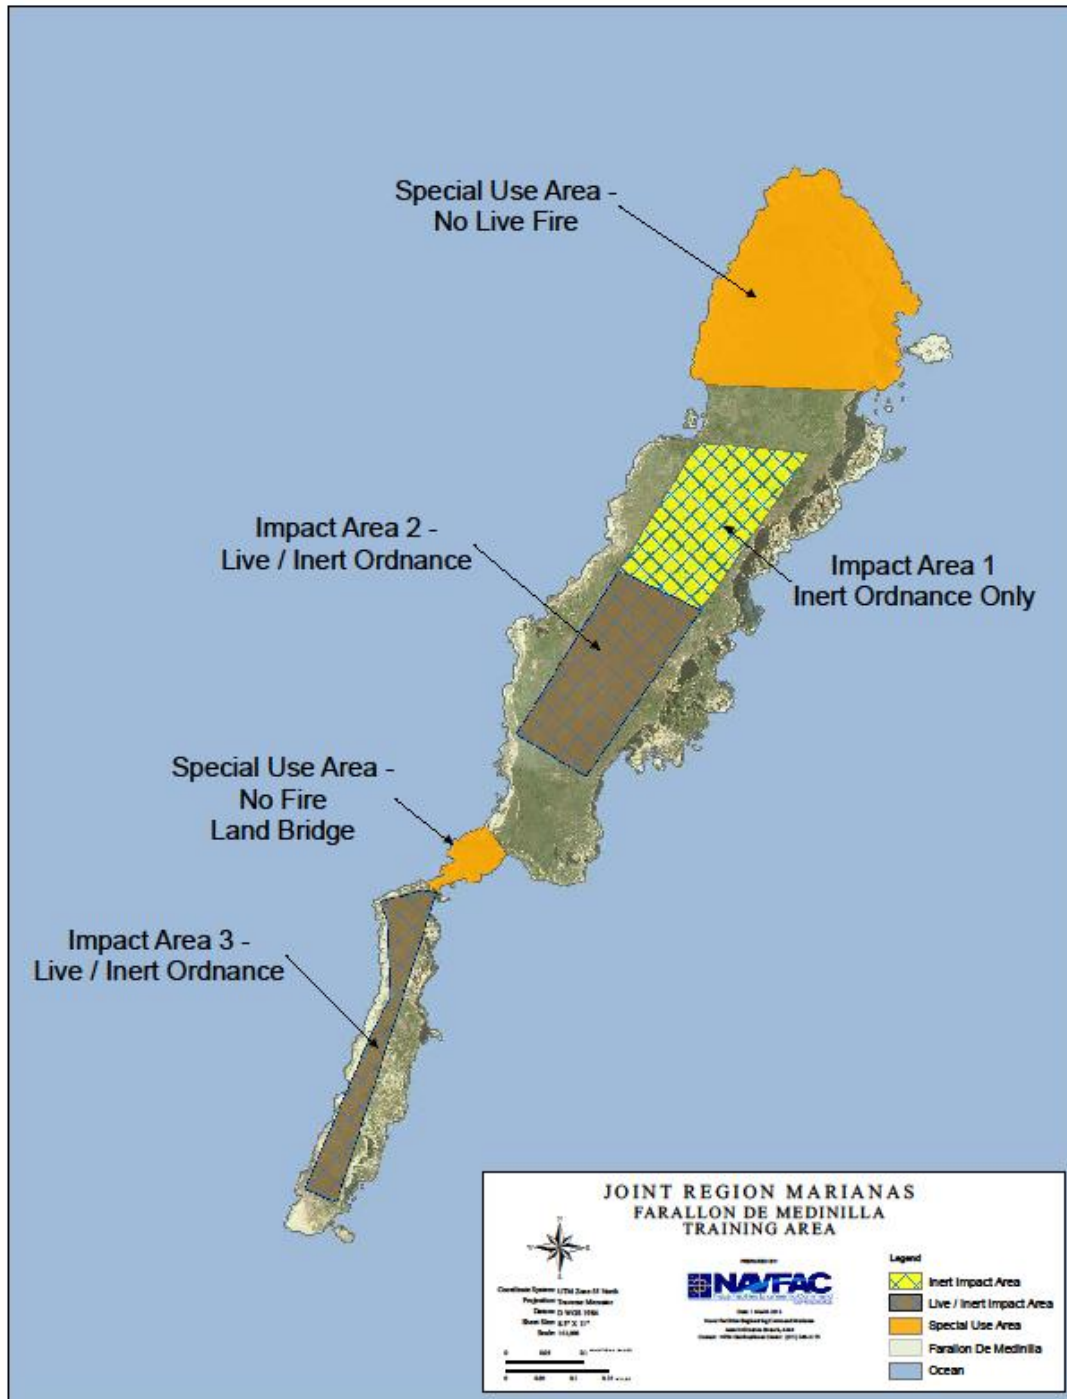 Special Use Area -
No Live Fire
Impact Area 2 -
Live / Inert Ordnance
Impact Area 1
Inert Ordnance Only
Special Use Area -
No Fire
Land Bridge
Impact Area 3 -
Live / Inert Ordnance
JOINT REGION MARIANAS
FARALLON DE MEDINILLA
TRAINING AREA
PREPARED BY
NAVFAC
Legend
Inert Impact Area
Live / Inert Impact Area
Special Use Area
Farallon De Medinilla
Ocean